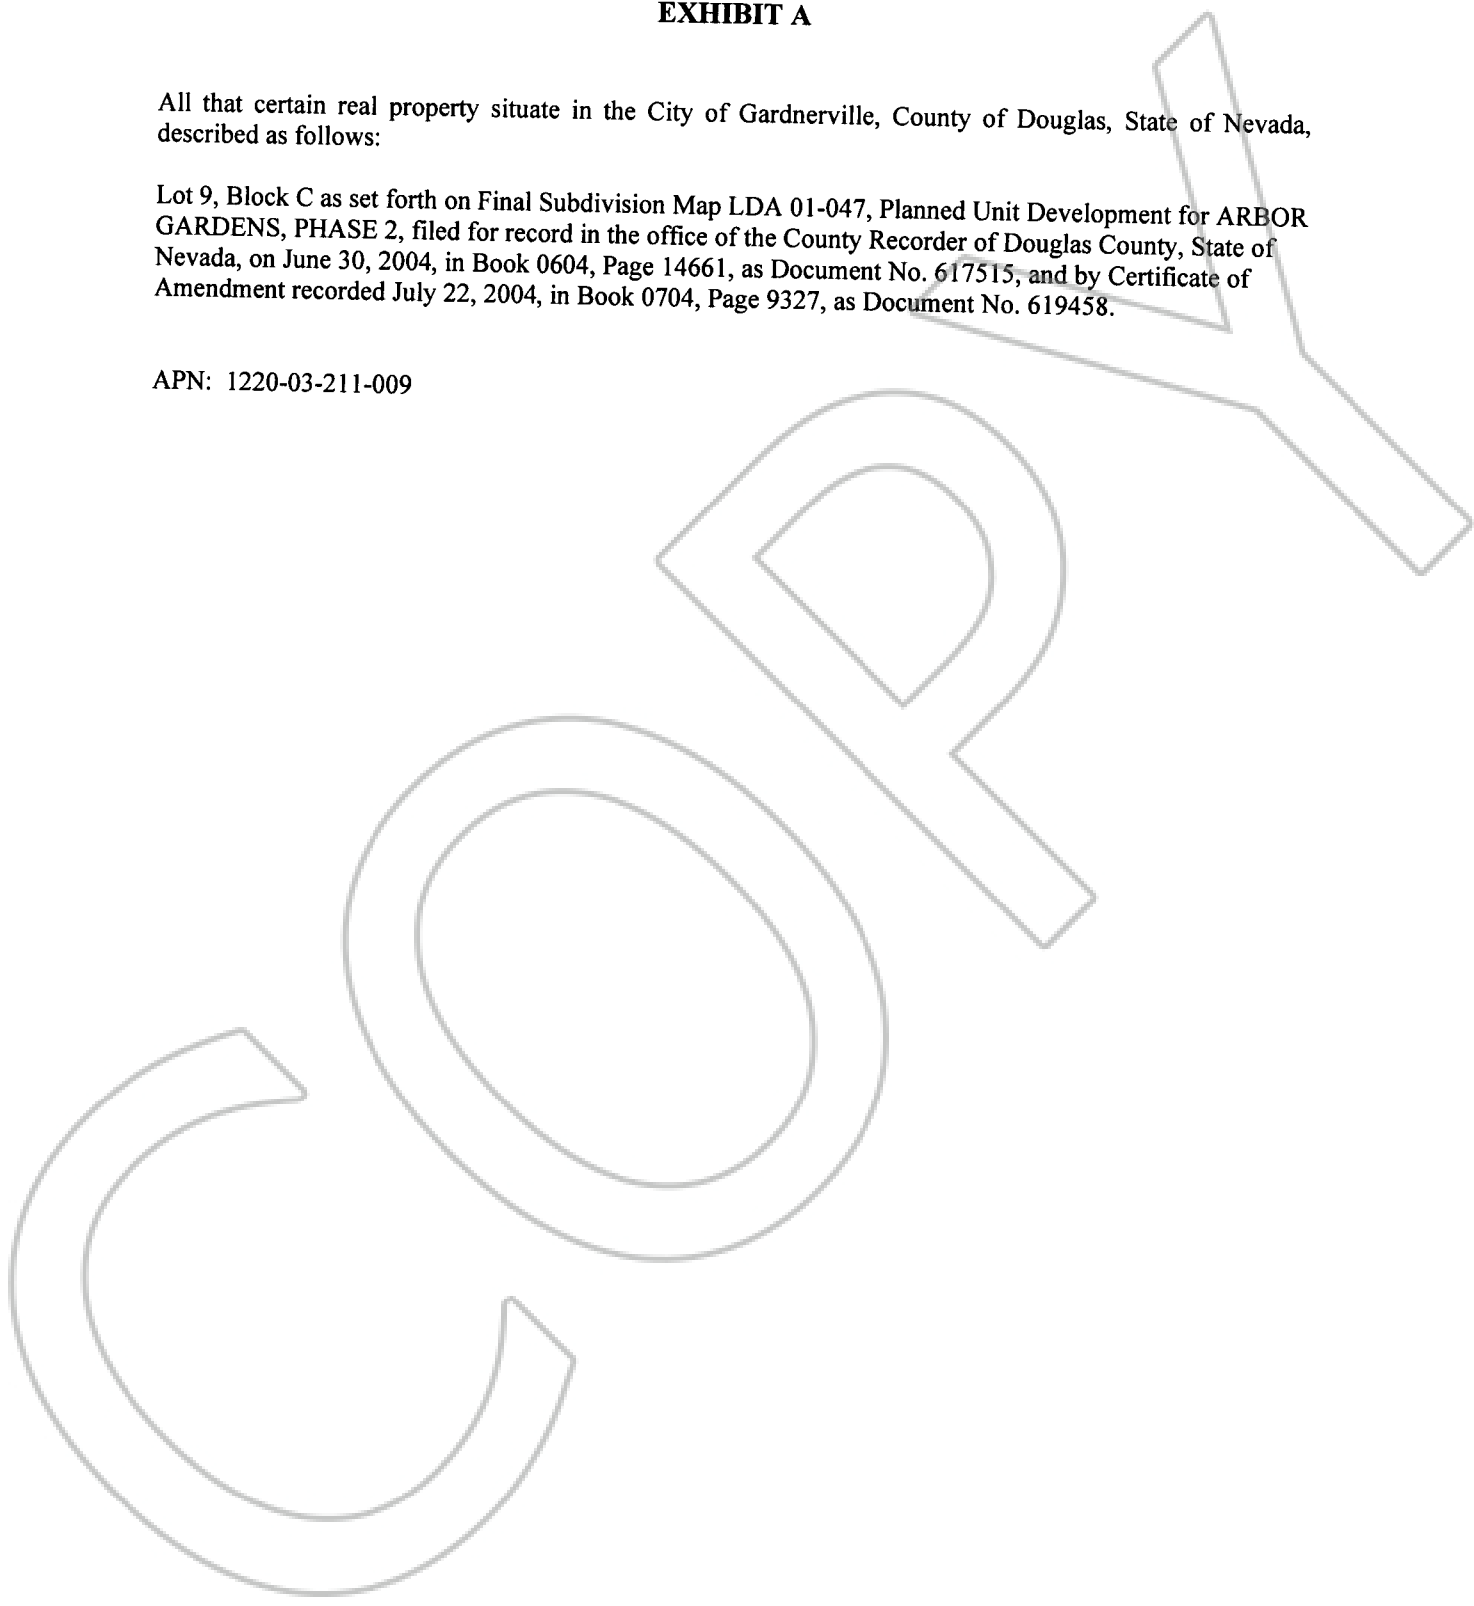 EXHIBIT A
All that certain real property situate in the City of Gardnerville, County of Douglas, State of Nevada,
described as follows:
Lot 9, Block C as set forth on Final Subdivision Map LDA 01-047, Planned Unit Development for ARBOR
GARDENS, PHASE 2, filed for record in the office of the County Recorder of Douglas County, State of
Nevada, on June 30, 2004, in Book 0604, Page 14661, as Document No. 617515, and by Certificate of
Amendment recorded July 22, 2004, in Book 0704, Page 9327, as Document No. 619458.
APN: 1220-03-211-009
COPY